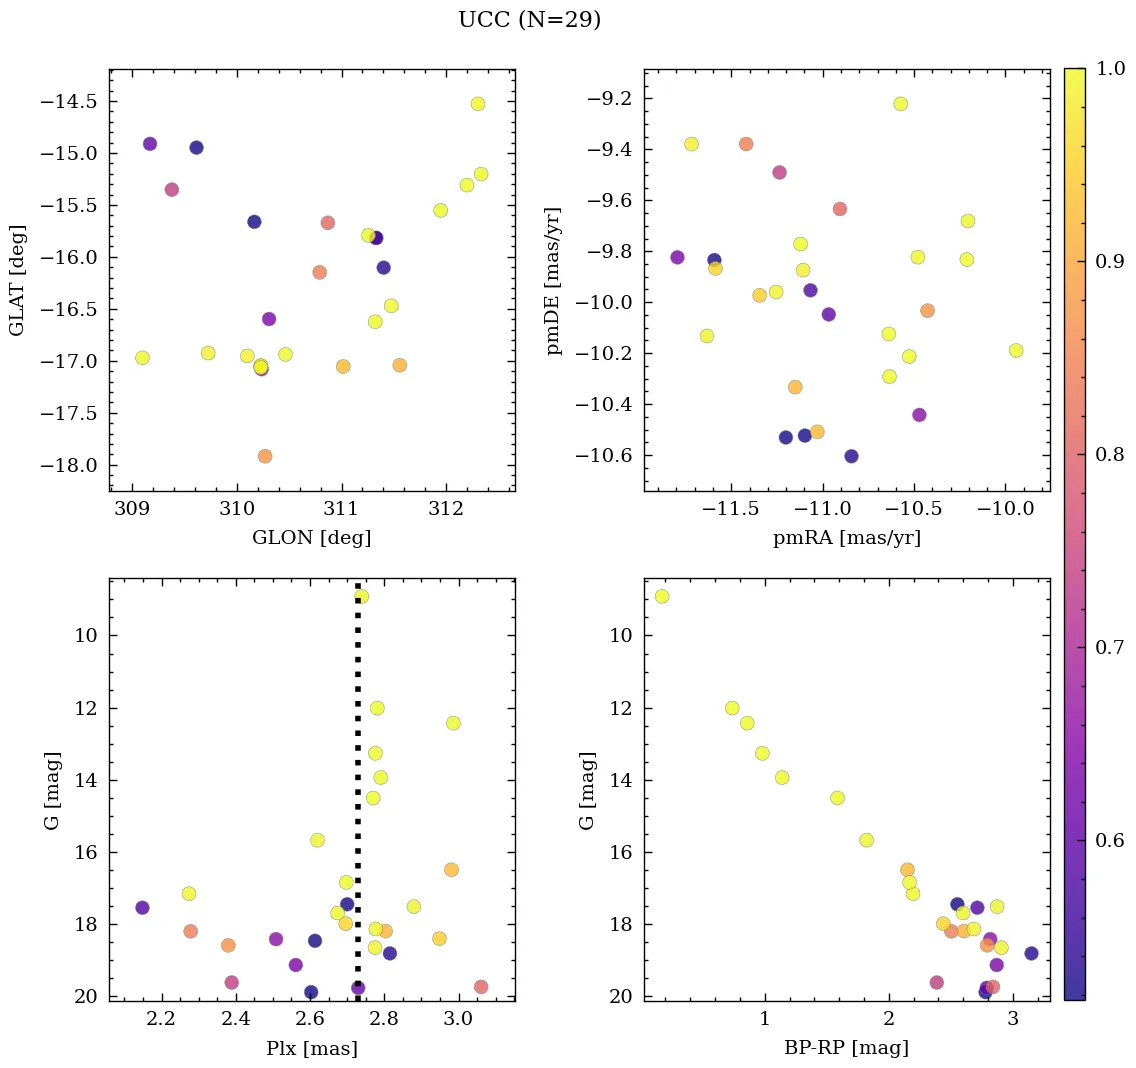 UCC (N=29)
−14.5
−15.0
−15.5
−16.0
−16.5
−17.0
−17.5
−18.0
GLAT [deg]
309 310 311 312
GLON [deg]
−9.2
−9.4
−9.6
−9.8
−10.0
−10.2
−10.4
−10.6
pmDE [mas/yr]
−11.5 −11.0 −10.5 −10.0
pmRA [mas/yr]
10
12
14
16
18
20
G [mag]
2.2 2.4 2.6 2.8 3.0
Plx [mas]
10
12
14
16
18
20
G [mag]
1 2 3
BP-RP [mag]
1.0
0.9
0.8
0.7
0.6